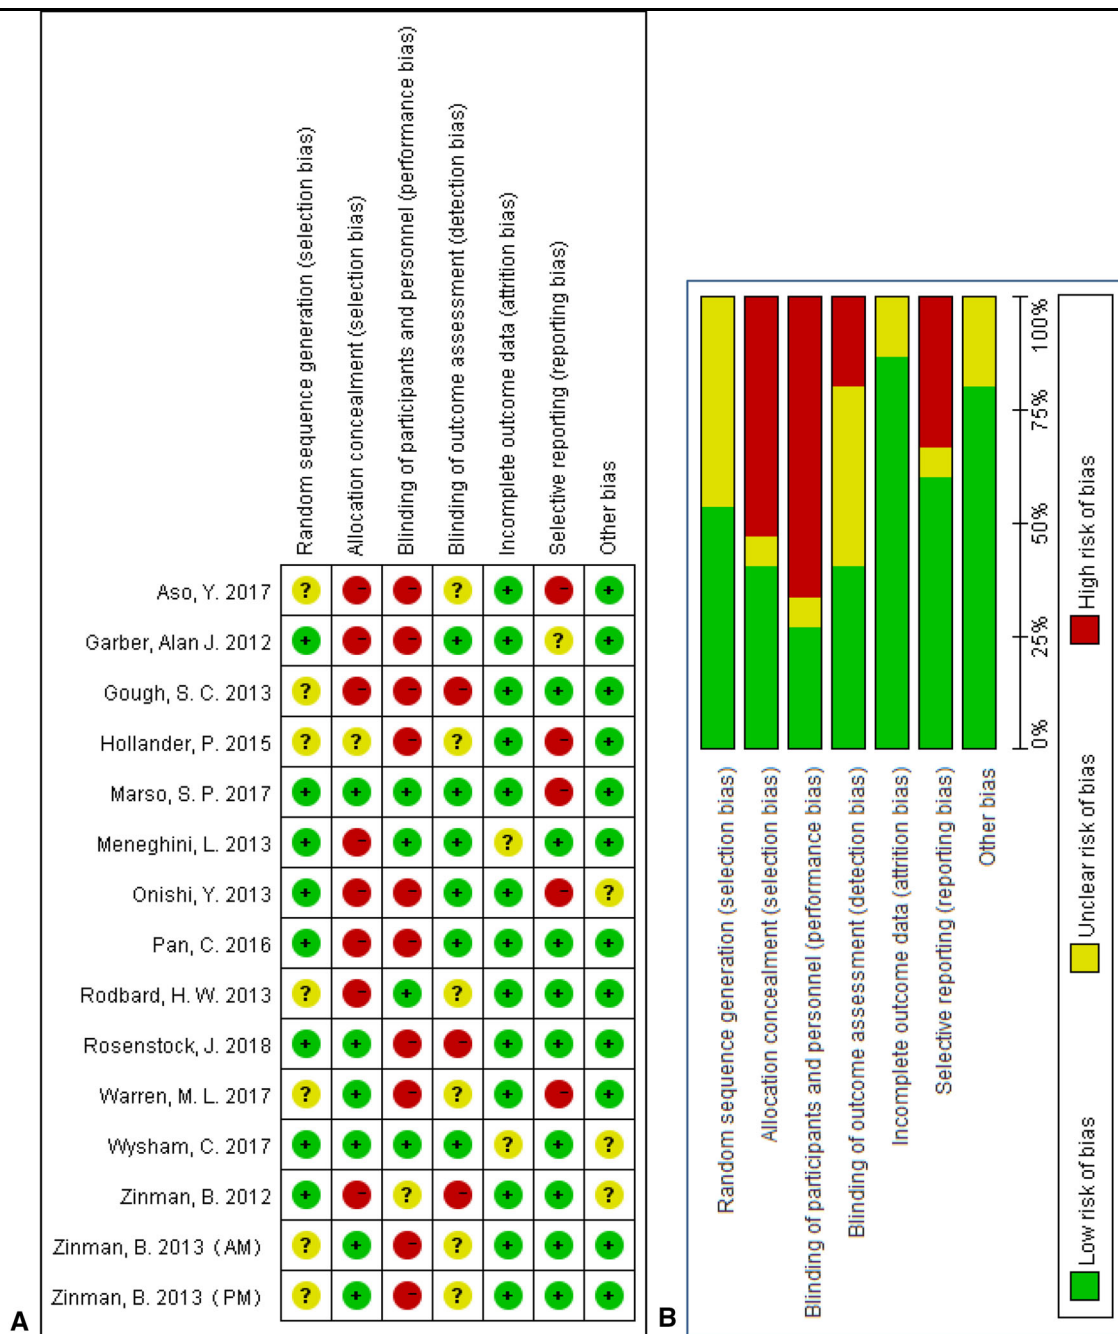 Random sequence generation (selection bias)
Allocation concealment (selection bias)
Blinding of participants and personnel (performance bias)
Blinding of outcome assessment (detection bias)
Incomplete outcome data (attrition bias)
Selective reporting (reporting bias)
Other bias
Aso, Y. 2017 ? - - ? + - +
Garber, Alan J. 2012 + - - + + ? +
Gough, S. C. 2013 ? - - - + + +
Hollander, P. 2015 ? ? - ? + - +
Marso, S. P. 2017 + + + + + - +
Meneghini, L. 2013 + - + + ? + +
Onishi, Y. 2013 + - - + + - ?
Pan, C. 2016 + - - + + + +
Rodbard, H. W. 2013 ? - + ? + + +
Rosenstock, J. 2018 + + - - + + +
Warren, M. L. 2017 ? + - ? + - +
Wysham, C. 2017 + + + + ? + ?
Zinman, B. 2012 + - ? - + + ?
Zinman, B. 2013 (AM) ? + - ? + + +
Zinman, B. 2013 (PM) ? + - ? + + +
A
Random sequence generation (selection bias)
Allocation concealment (selection bias)
Blinding of participants and personnel (performance bias)
Blinding of outcome assessment (detection bias)
Incomplete outcome data (attrition bias)
Selective reporting (reporting bias)
Other bias
0% 25% 50% 75% 100%
Low risk of bias
Unclear risk of bias
High risk of bias
B